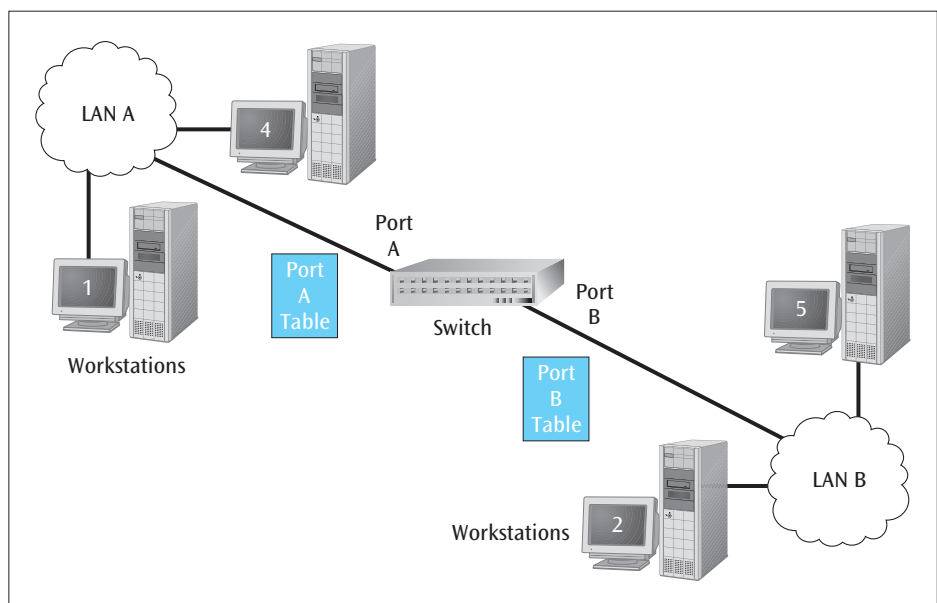 LAN A
4
Port
A
1
Port
A
Table
Switch
Port
B
5
Workstations
Port
B
Table
LAN B
2
Workstations